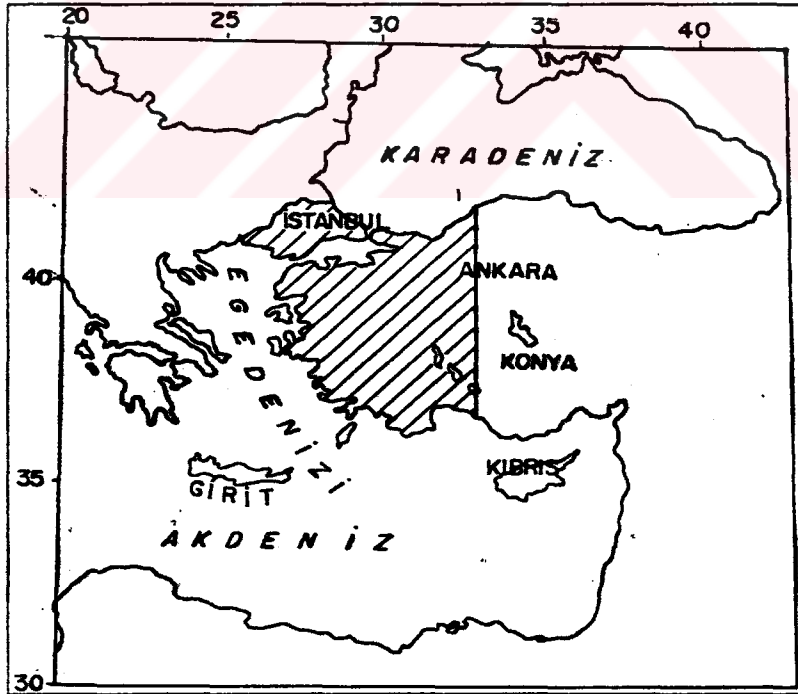 20 25 30 35 40
KARADENİZ
İSTANBUL
ANKARA
40
EGE DENİZİ
KONYA
35
GİRİT
KIBRIS
AKDENİZ
30